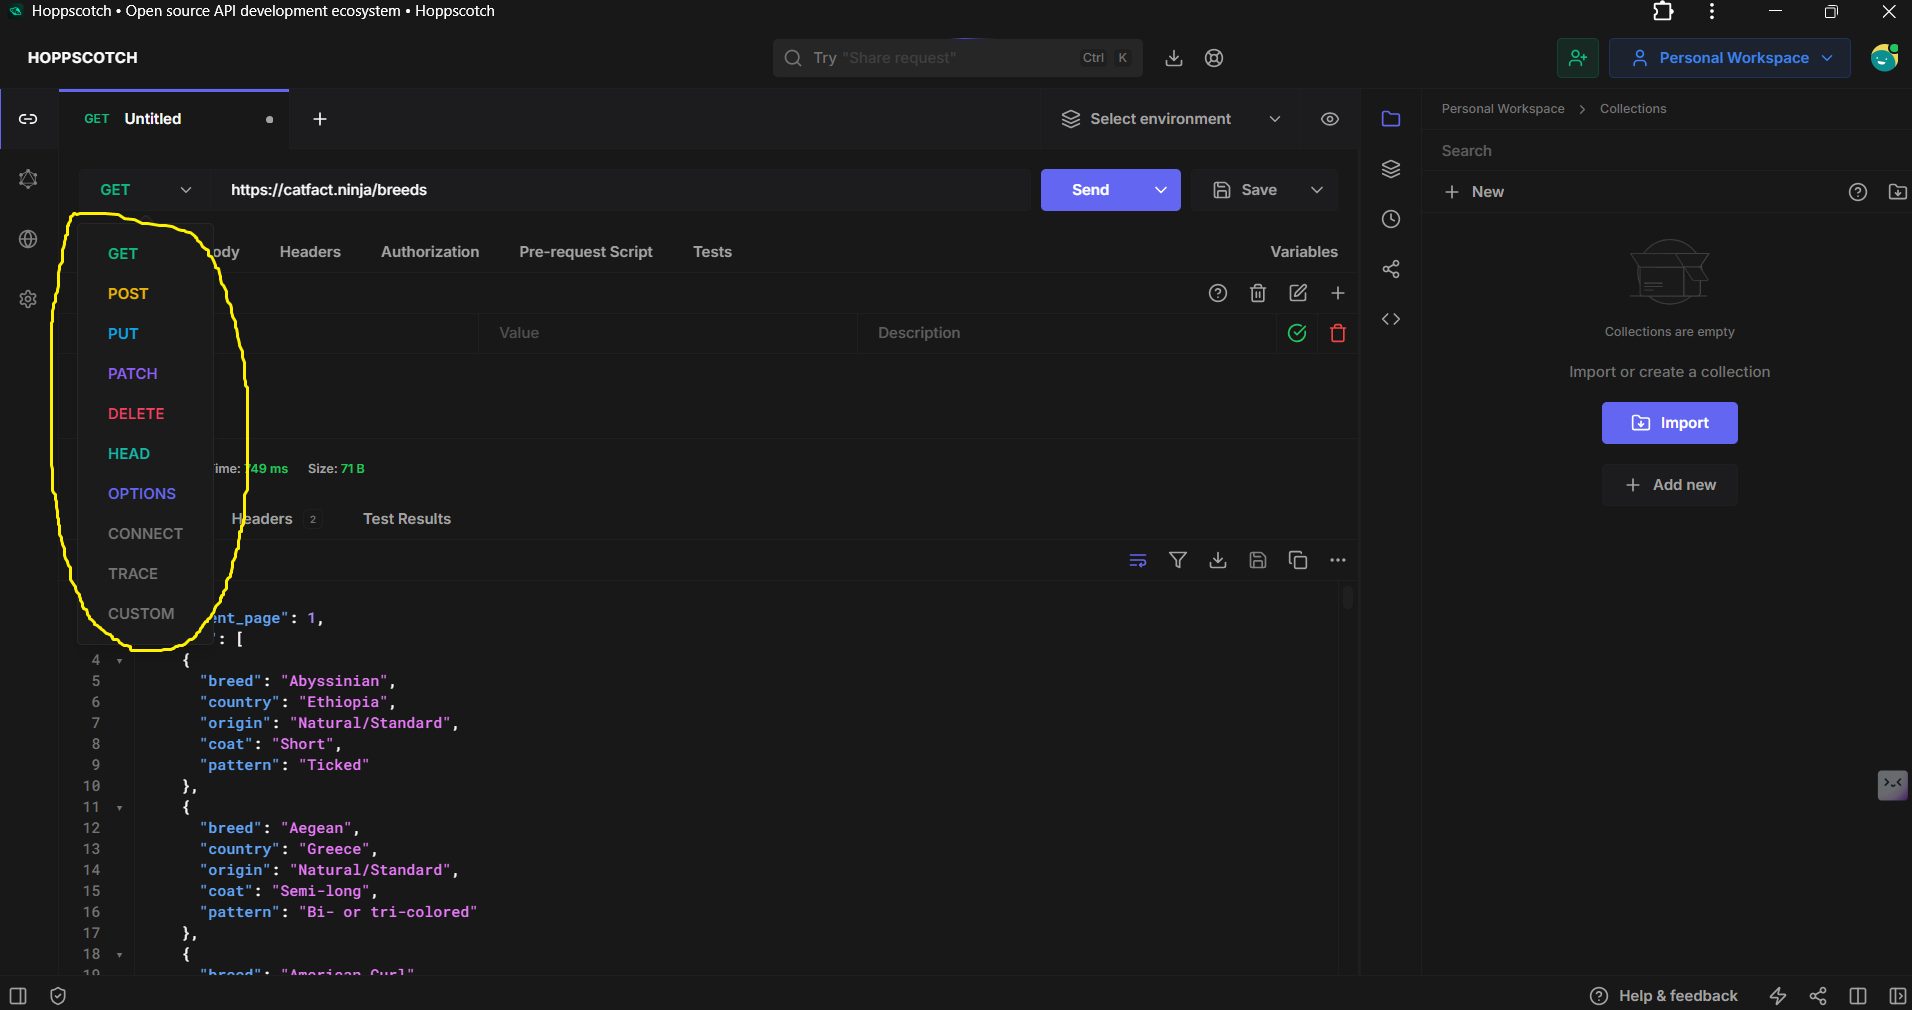 Hoppscotch • Open source API development ecosystem • Hoppscotch
HOPPSCOTCH
Try "Share request"
Ctrl K
Personal Workspace
GET Untitled
Select environment
Personal Workspace > Collections
Search
GET
https://catfact.ninja/breeds
Send
Save
+ New
GET
POST
PUT
PATCH
DELETE
HEAD
OPTIONS
CONNECT
TRACE
CUSTOM
ody
Headers
Authorization
Pre-request Script
Tests
Variables
Value
Description
Collections are empty
Import or create a collection
Import
+ Add new
ime: 749 ms Size: 71 B
Headers 2
Test Results
ent_page": 1,
": [
4 {
5 "breed": "Abyssinian",
6 "country": "Ethiopia",
7 "origin": "Natural/Standard",
8 "coat": "Short",
9 "pattern": "Ticked"
10 },
11 {
12 "breed": "Aegean",
13 "country": "Greece",
14 "origin": "Natural/Standard",
15 "coat": "Semi-long",
16 "pattern": "Bi- or tri-colored"
17 },
18 {
19 "breed": "American Curl"
Help & feedback